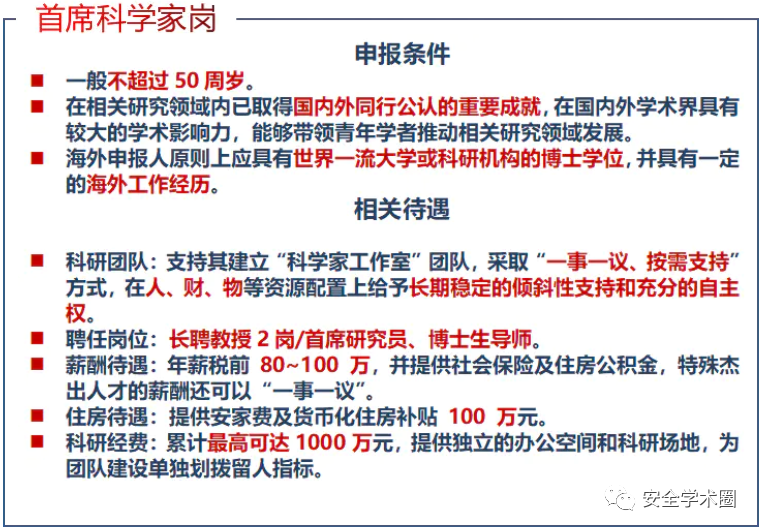 首席科学家岗
申报条件
■ 一般不超过 50 周岁。
■ 在相关研究领域内已取得国内外同行公认的重要成就，在国内外学术界具有
较大的学术影响力，能够带领青年学者推动相关研究领域发展。
■ 海外申报人原则上应具有世界一流大学或科研机构的博士学位，并具有一定
的海外工作经历。
相关待遇
■ 科研团队：支持其建立“科学家工作室”团队，采取“一事一议、按需支持”
方式，在人、财、物等资源配置上给予长期稳定的倾斜性支持和充分的自主
权。
■ 聘任岗位：长聘教授 2 岗/首席研究员、博士生导师。
■ 薪酬待遇：年薪税前 80~100 万，并提供社会保险及住房公积金，特殊杰
出人才的薪酬还可以“一事一议”。
■ 住房待遇：提供安家费及货币化住房补贴 100 万元。
■ 科研经费：累计最高可达 1000 万元，提供独立的办公空间和科研场地，为
团队建设单独划拨留人指标。
安全学术圈